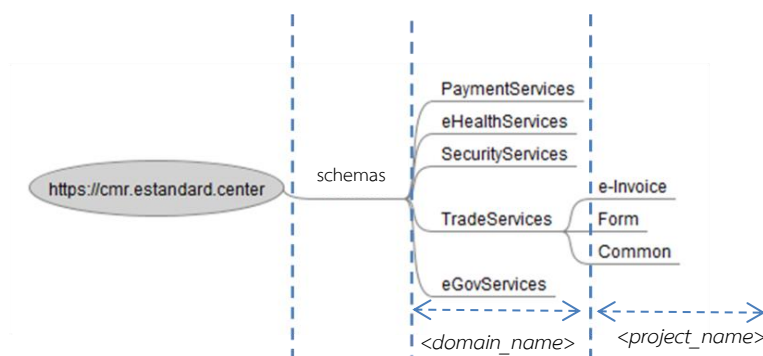 https://cmr.estandard.center
schemas
PaymentServices
eHealthServices
SecurityServices
TradeServices
eGovServices
e-Invoice
Form
Common
<domain_name>
<project_name>